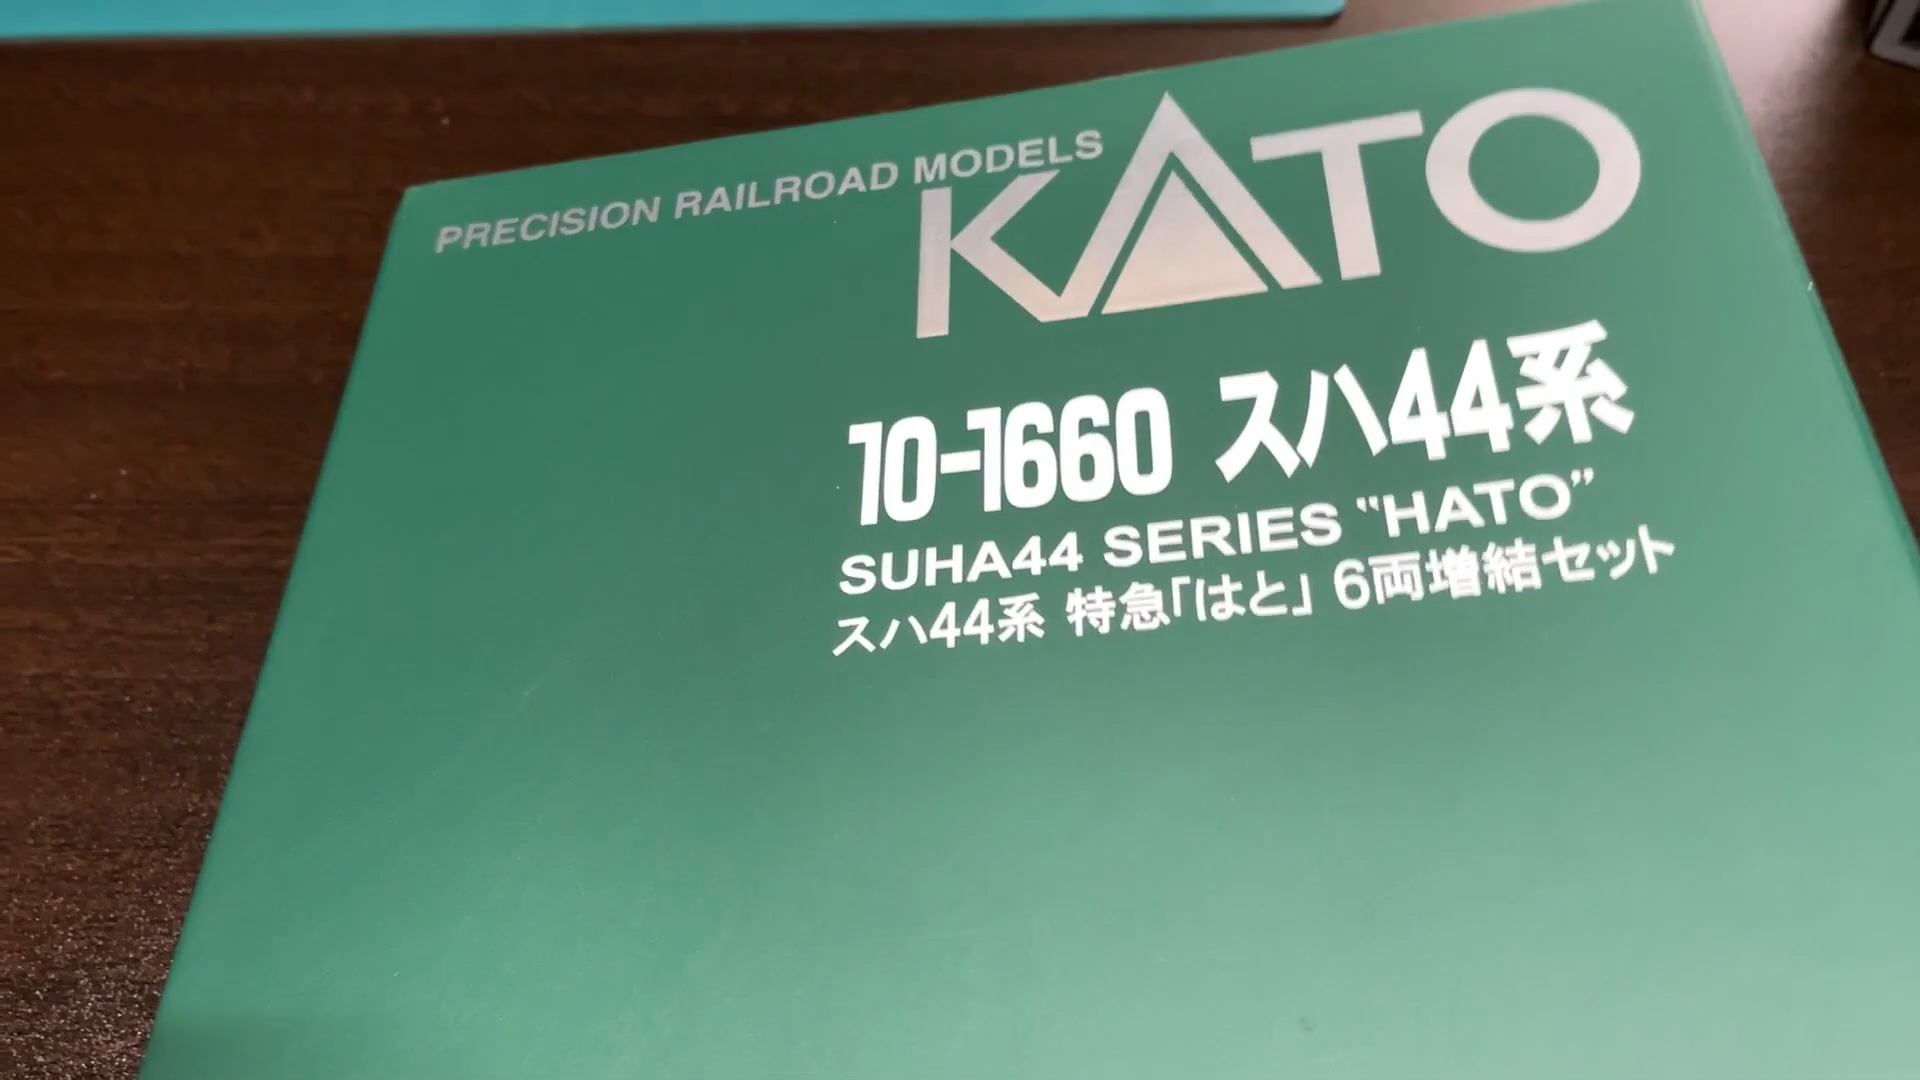 PRECISION RAILROAD MODELS
KATO
10-1660 スハ44系
SUHA44 SERIES "HATO"
スハ44系 特急「はと」 6両増結セット